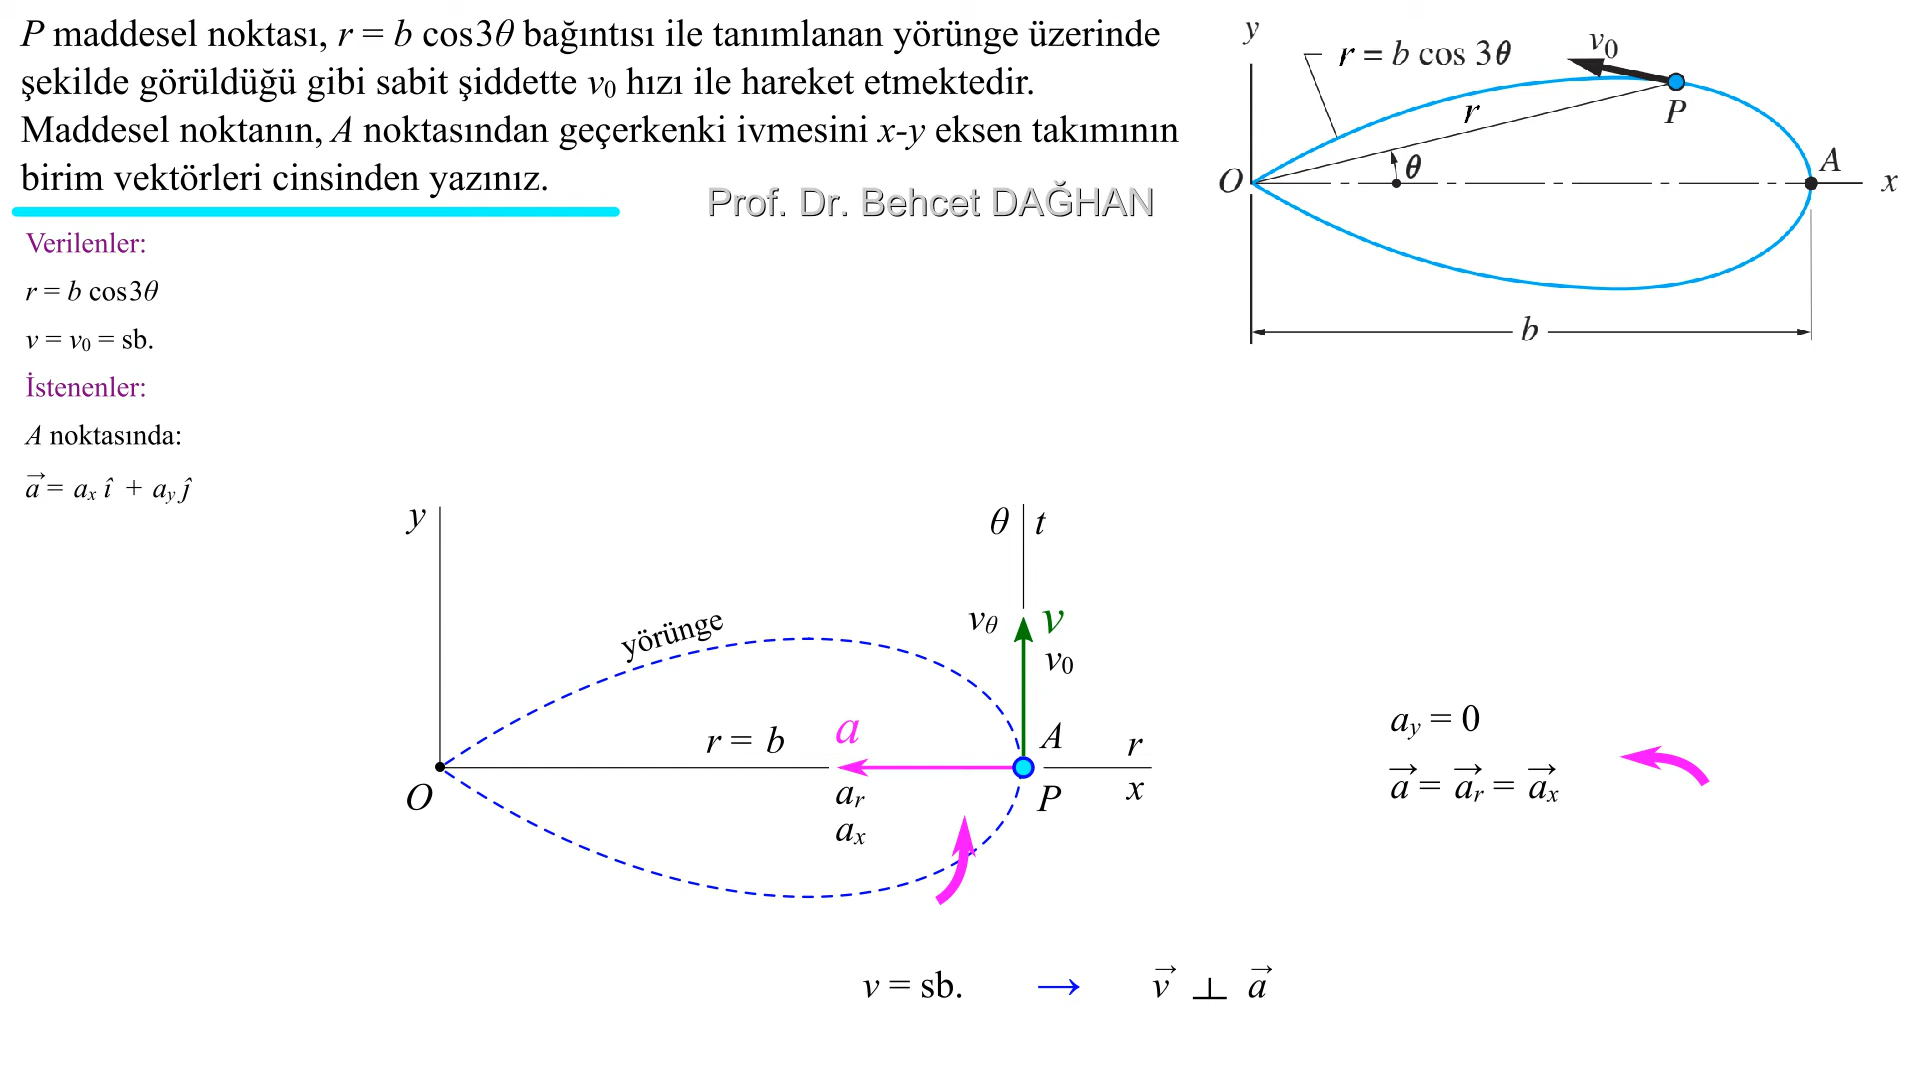 P maddesel noktası, r = b cos3θ bağıntısı ile tanımlanan yörünge üzerinde
şekilde görüldüğü gibi sabit şiddette v₀ hızı ile hareket etmektedir.
Maddesel noktanın, A noktasından geçerkenki ivmesini x-y eksen takımının
birim vektörleri cinsinden yazınız.
Prof. Dr. Behcet DAĞHAN
y
r = b cos 3θ
v₀
r
P
θ
O
A
x
b
Verilenler:
r = b cos3θ
v = v₀ = sb.
İstenenler:
A noktasında:
a⃗ = aₓ î + a_y ĵ
y
θ
t
yörünge
v_θ
v
v₀
r = b
a
A
r
O
a_r
P
x
aₓ
a_y = 0
a⃗ = a⃗_r = a⃗ₓ
v = sb. → v⃗ ⊥ a⃗